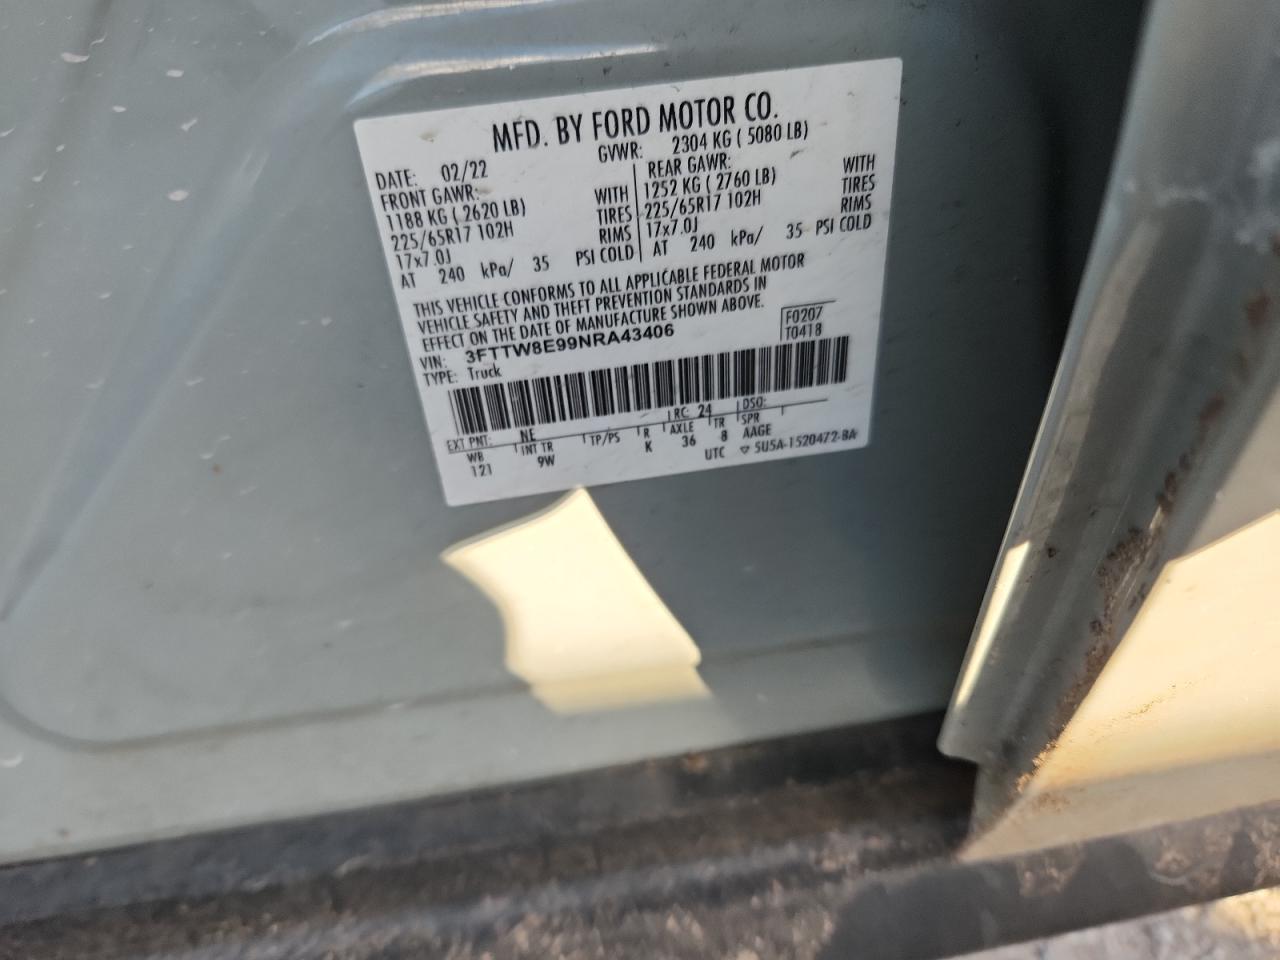 MFD. BY FORD MOTOR CO.
DATE: 02/22 GVWR: 2304 KG ( 5080 LB)
FRONT GAWR: REAR GAWR:
1188 KG ( 2620 LB) WITH 1252 KG ( 2760 LB) WITH
225/65R17 102H TIRES 225/65R17 102H TIRES
17x7.0J RIMS 17x7.0J RIMS
AT 240 kPa/ 35 PSI COLD AT 240 kPa/ 35 PSI COLD
THIS VEHICLE CONFORMS TO ALL APPLICABLE FEDERAL MOTOR
VEHICLE SAFETY AND THEFT PREVENTION STANDARDS IN
EFFECT ON THE DATE OF MANUFACTURE SHOWN ABOVE.
VIN: 3FTTW8E99NRA43406 F0207
TYPE: Truck T0418
EXT PNT: NE RC: 24 DSO:
WB INT TR TP/PS R AXLE TR SPR
121 9W K 36 8 AAGE
UTC ▽ 5U5A-1520472-BA